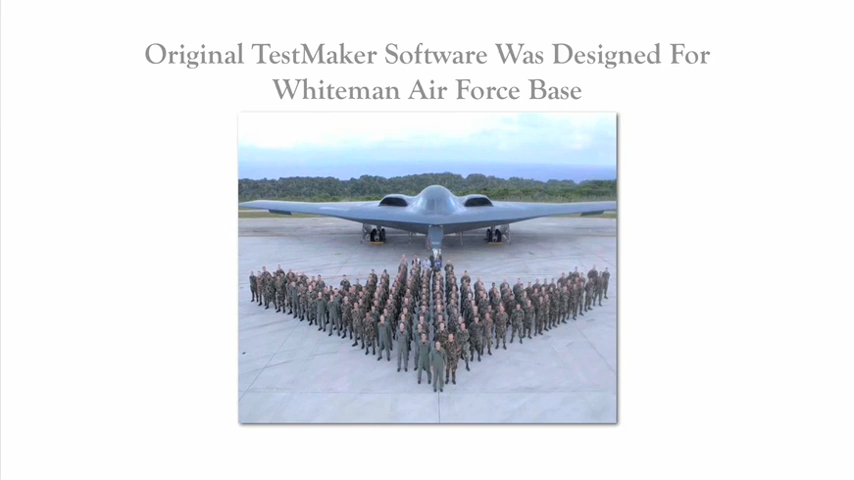 Original TestMaker Software Was Designed For
Whiteman Air Force Base